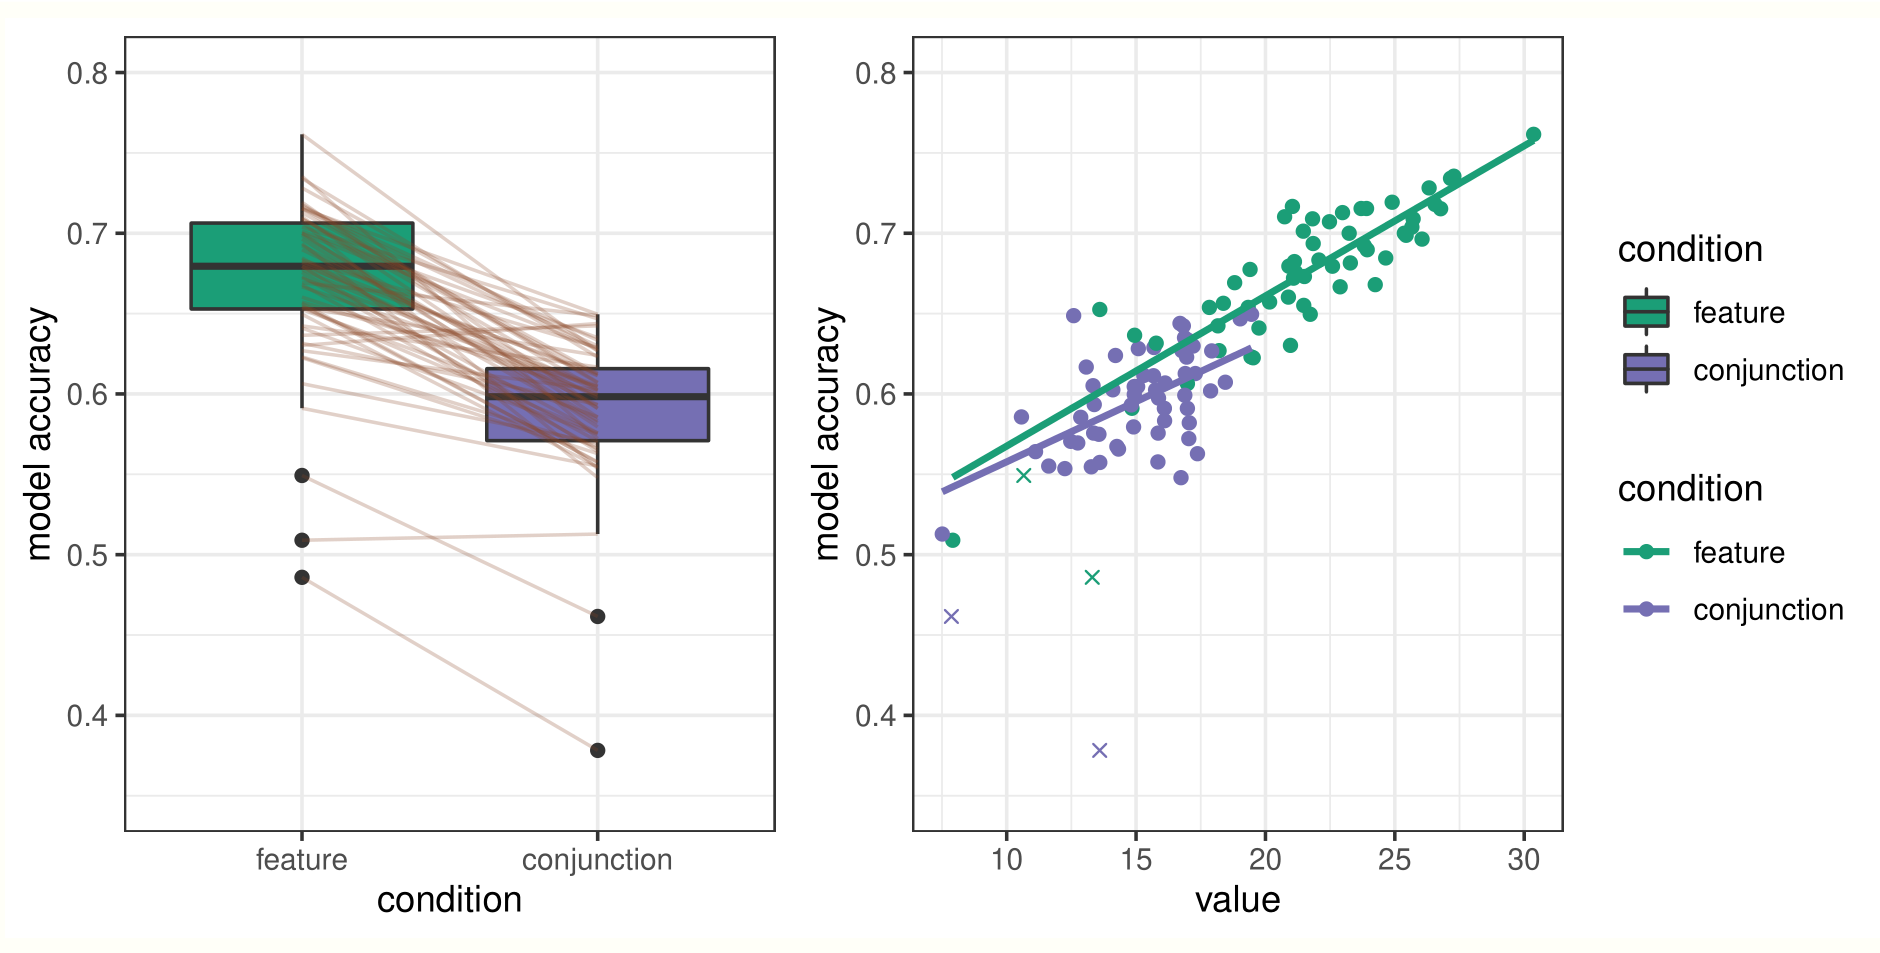 model accuracy
0.8
0.7
0.6
0.5
0.4
feature
conjunction
condition
model accuracy
0.8
0.7
0.6
0.5
0.4
10
15
20
25
30
value
condition
feature
conjunction
condition
feature
conjunction